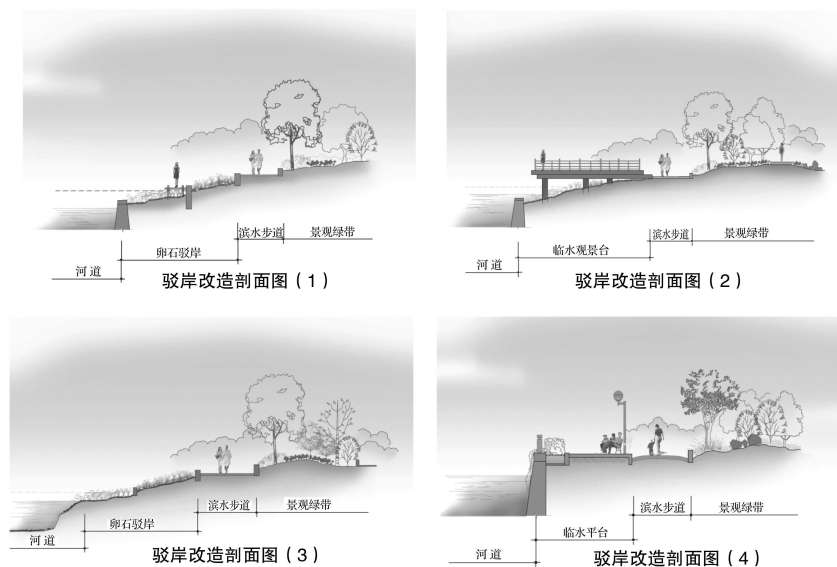 滨水步道
景观绿带
卵石驳岸
河道
驳岸改造剖面图（1）
滨水步道
景观绿带
临水观景台
河道
驳岸改造剖面图（2）
滨水步道
景观绿带
卵石驳岸
河道
驳岸改造剖面图（3）
滨水步道
景观绿带
临水平台
河道
驳岸改造剖面图（4）